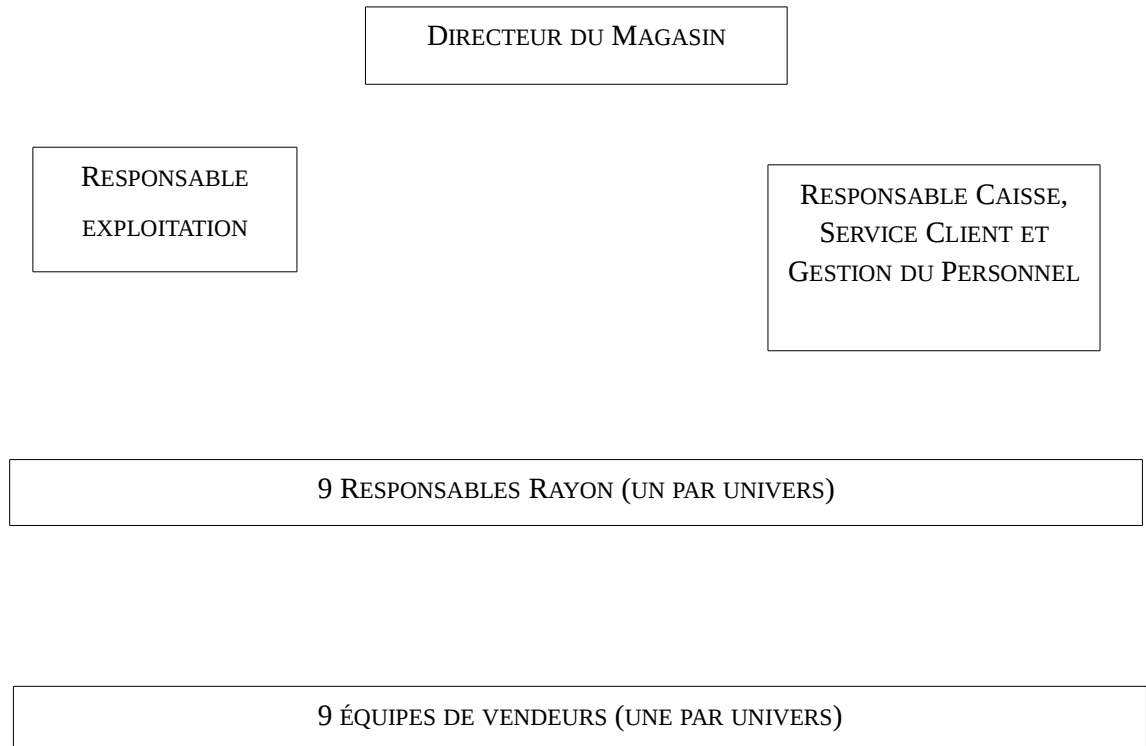 Directeur du Magasin
Responsable
exploitation
Responsable Caisse,
Service Client et
Gestion du Personnel
9 Responsables Rayon (un par univers)
9 équipes de vendeurs (une par univers)